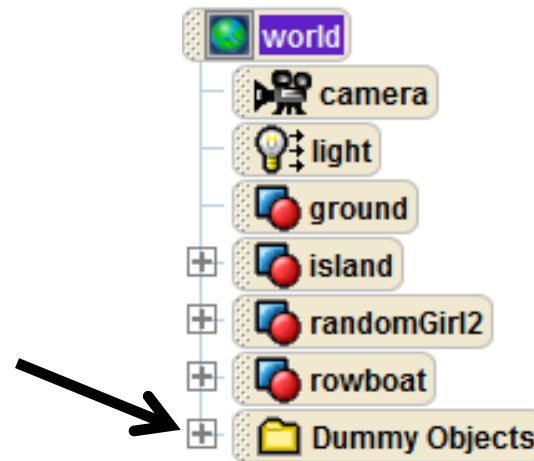 world
camera
light
ground
island
randomGirl2
rowboat
Dummy Objects